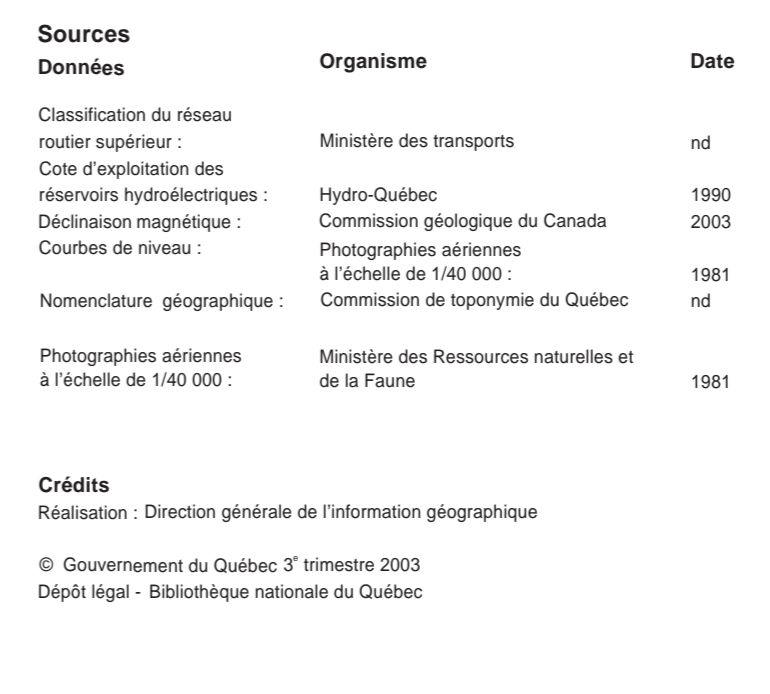 Sources
Données Organisme Date
Classification du réseau
routier supérieur : Ministère des transports nd
Cote d'exploitation des
réservoirs hydroélectriques : Hydro-Québec 1990
Déclinaison magnétique : Commission géologique du Canada 2003
Courbes de niveau : Photographies aériennes
à l'échelle de 1/40 000 : 1981
Nomenclature géographique : Commission de toponymie du Québec nd
Photographies aériennes Ministère des Ressources naturelles et
à l'échelle de 1/40 000 : de la Faune 1981
Crédits
Réalisation : Direction générale de l'information géographique
© Gouvernement du Québec 3e trimestre 2003
Dépôt légal - Bibliothèque nationale du Québec